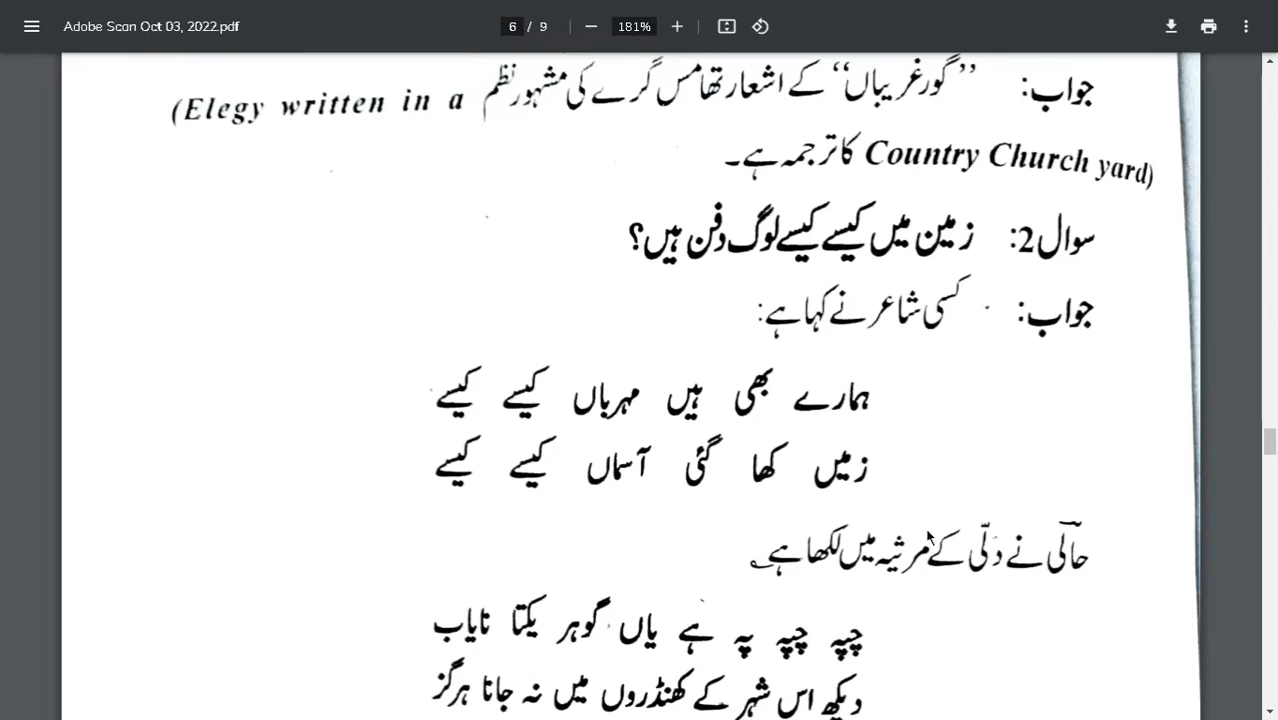 Adobe Scan Oct 03, 2022.pdf
6 / 9
181%
جواب: ’’گورغریباں‘‘ کے اشعار تھامس گرے کی مشہور نظم (Elegy written in a
Country Church yard) کا ترجمہ ہے۔
سوال 2: زمین میں کیسے کیسے لوگ دفن ہیں؟
جواب: کسی شاعر نے کہا ہے:
ہمارے بھی ہیں مہرباں کیسے کیسے
زمیں کھا گئی آسماں کیسے کیسے
حالی نے دلّی کے مرثیہ میں لکھا ہے
چپہ چپہ پہ ہے یاں گوہر یکتا نایاب
دیکھ اس شہر کے کھنڈروں میں نہ جانا ہرگز